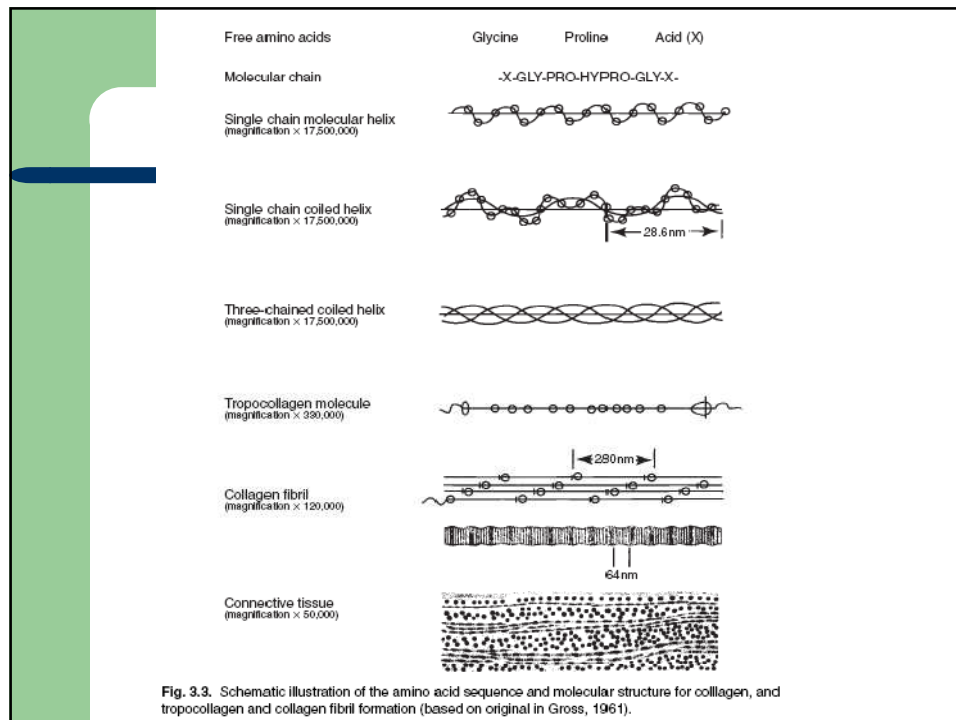 Free amino acids Glycine Proline Acid (X)
Molecular chain -X-GLY-PRO-HYPRO-GLY-X-
Single chain molecular helix
(magnification × 17,500,000)
Single chain coiled helix
(magnification × 17,500,000)
28.6nm
Three-chained coiled helix
(magnification × 17,500,000)
Tropocollagen molecule
(magnification × 330,000)
280nm
Collagen fibril
(magnification × 120,000)
64nm
Connective tissue
(magnification × 50,000)
Fig. 3.3. Schematic illustration of the amino acid sequence and molecular structure for colllagen, and
tropocollagen and collagen fibril formation (based on original in Gross, 1961).